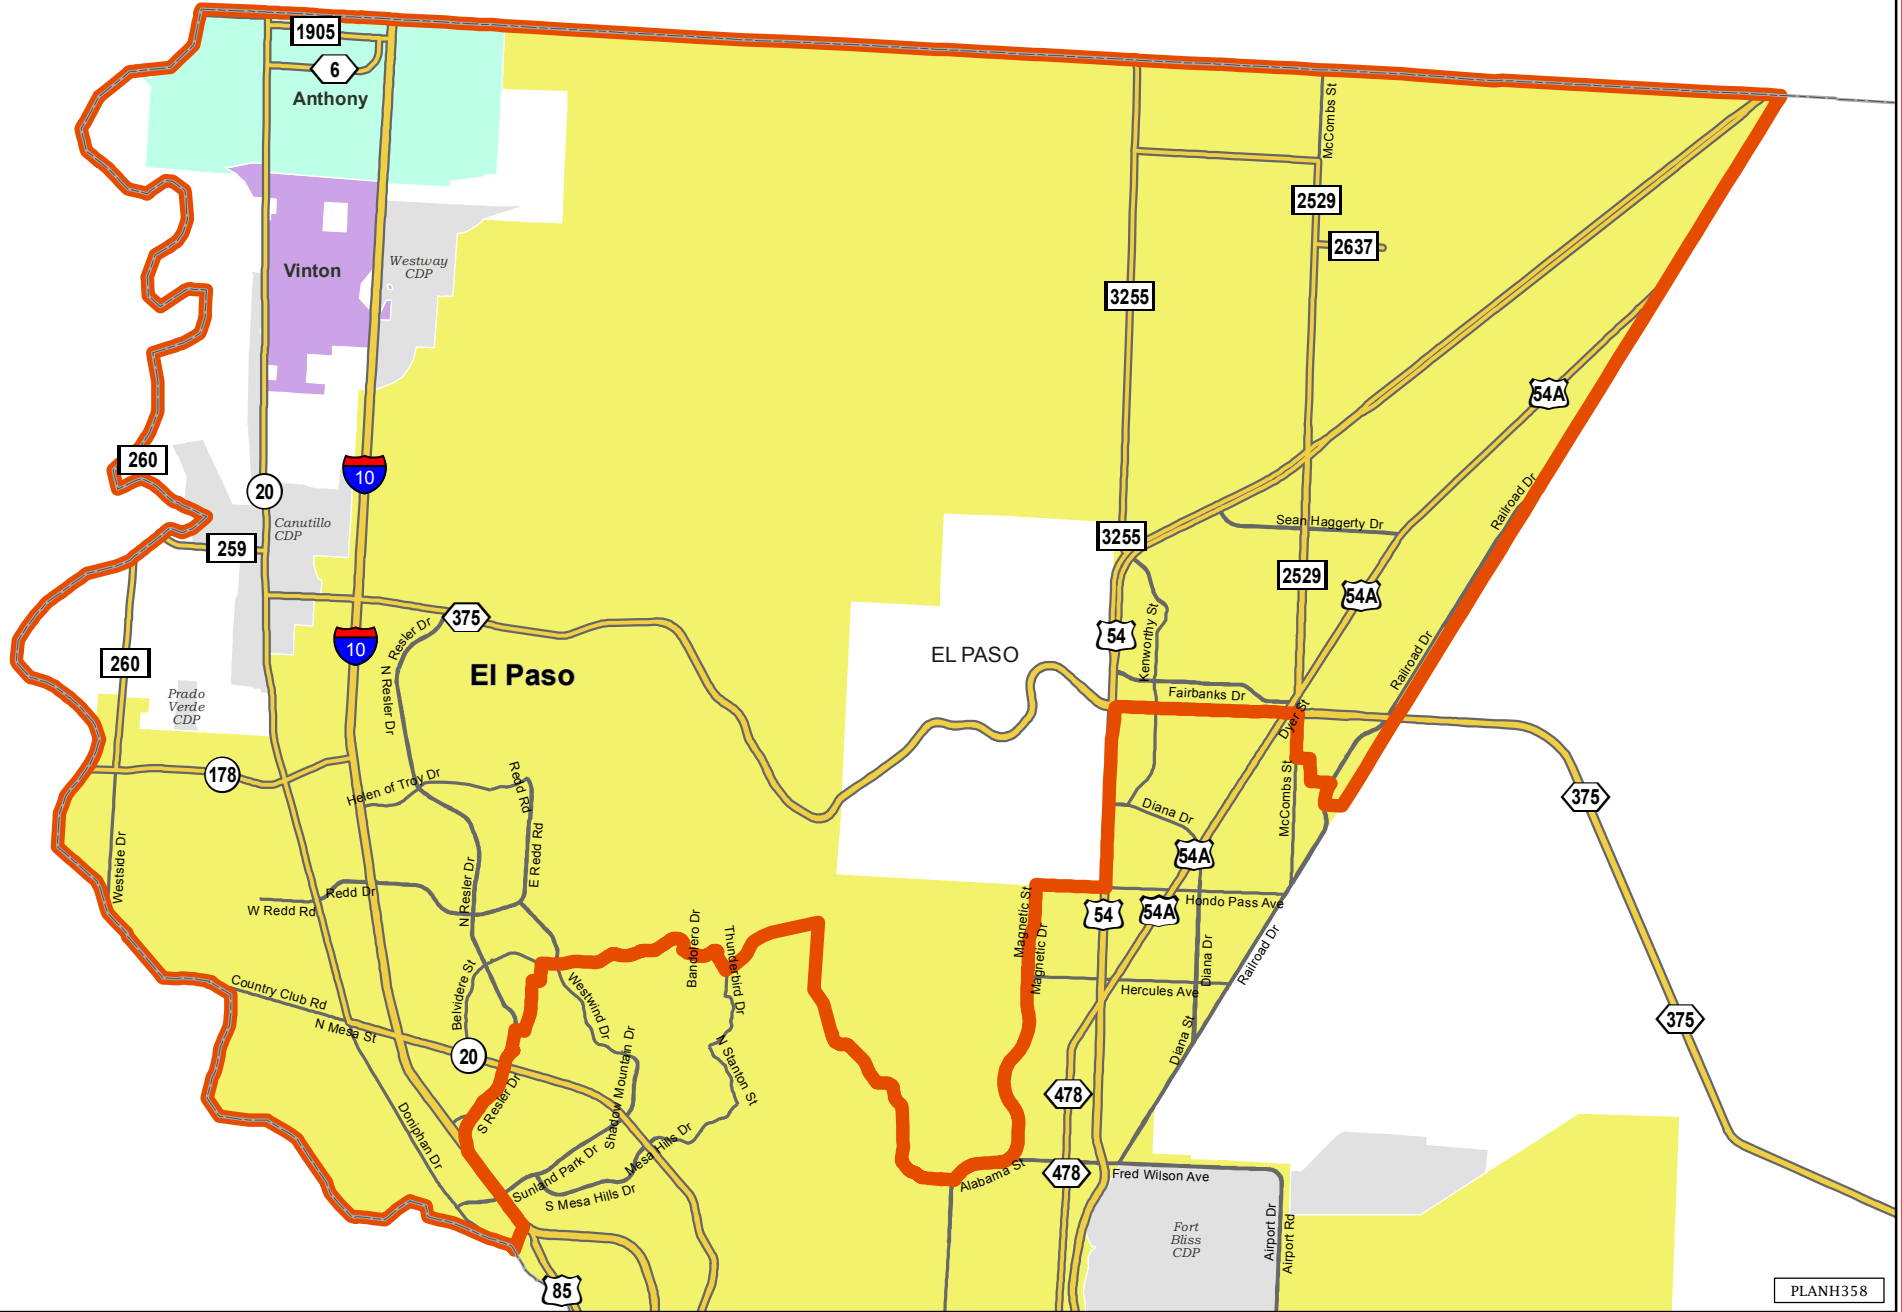 1905
6
Anthony
McCombs St
2529
2637
Vinton
Westway
CDP
3255
54A
260
10
20
Canutillo
CDP
259
Railroad Dr
Sean Haggerty Dr
3255
2529
54A
375
Resler Dr
10
54
Kenworthy St
260
El Paso
EL PASO
Railroad Dr
N Resler Dr
Prado
Verde
CDP
Fairbanks Dr
Dyer St
178
Helen of Troy Dr
Redd Rd
McCombs St
375
Diana Dr
Westside Dr
E Redd Rd
54A
N Resler Dr
Redd Dr
W Redd Rd
Magnetic St
54
54A
Hondo Pass Ave
Bandolero Dr
Thunderbird Dr
Magnetic Dr
Diana Dr
Railroad Dr
Belvidere St
Westwind Dr
Country Club Rd
Hercules Ave
375
N Mesa St
20
Shadow Mountain Dr
N Stanton St
Diana St
S Resler Dr
478
Doniphan Dr
Mesa Hills Dr
Sunland Park Dr
S Mesa Hills Dr
Alabama St
478
Fred Wilson Ave
Airport Dr
Airport Rd
Fort
Bliss
CDP
85
PLANH358